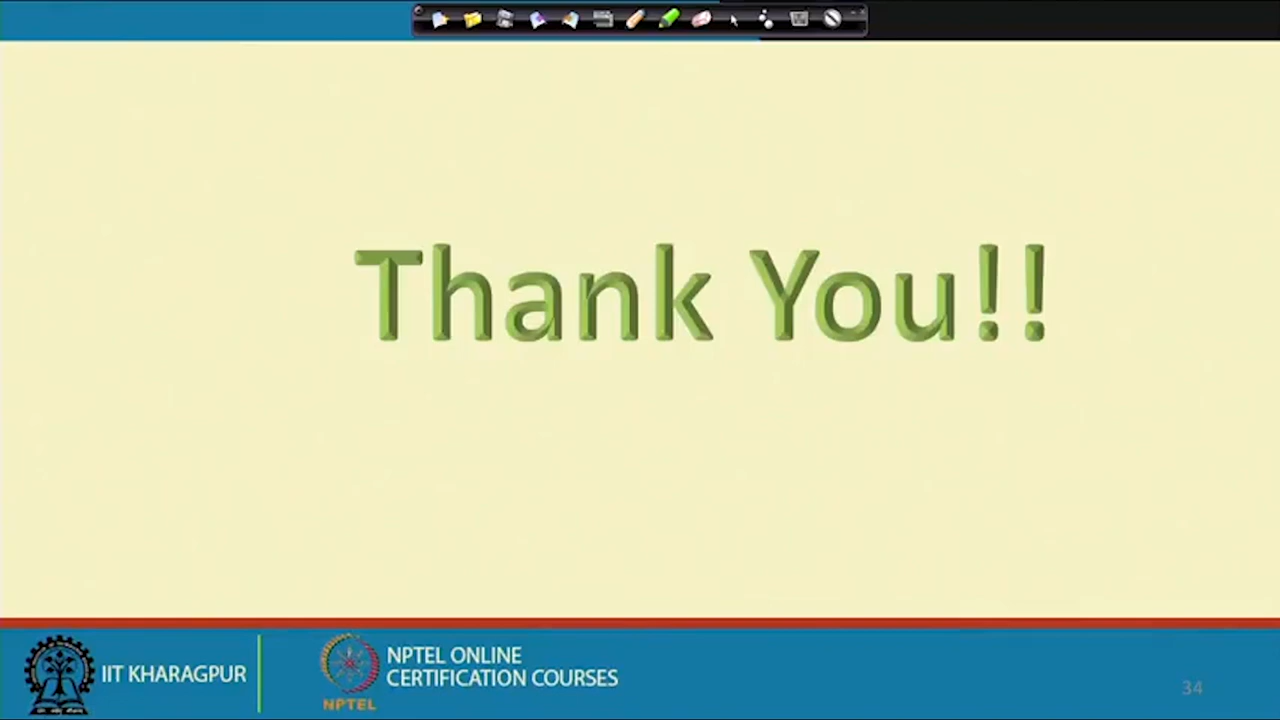 Thank You!!
IIT KHARAGPUR
NPTEL ONLINE
CERTIFICATION COURSES
NPTEL
34